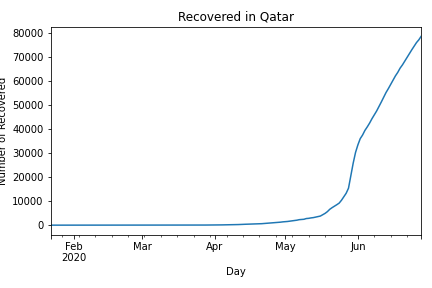 Recovered in Qatar
80000
70000
60000
50000
40000
30000
20000
10000
0
Number of Recovered
Feb
2020
Mar
Apr
May
Jun
Day